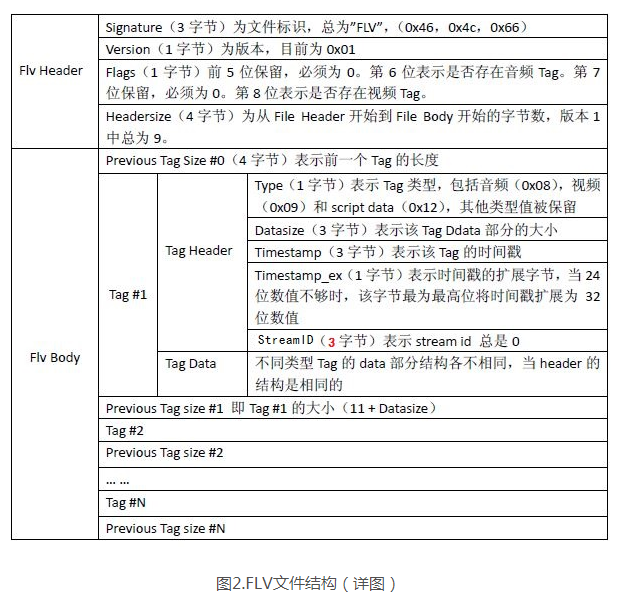 Flv Header
Signature（3 字节）为文件标识，总为”FLV”，（0x46，0x4c，0x66）
Version（1 字节）为版本，目前为 0x01
Flags（1 字节）前 5 位保留，必须为 0。第 6 位表示是否存在音频 Tag。第 7
位保留，必须为 0。第 8 位表示是否存在视频 Tag。
Headersize（4 字节）为从 File Header 开始到 File Body 开始的字节数，版本 1
中总为 9。
Flv Body
Previous Tag Size #0（4 字节）表示前一个 Tag 的长度
Tag #1
Tag Header
Type（1 字节）表示 Tag 类型，包括音频（0x08），视频
（0x09）和 script data（0x12），其他类型值被保留
Datasize（3 字节）表示该 Tag Ddata 部分的大小
Timestamp（3 字节）表示该 Tag 的时间戳
Timestamp_ex（1 字节）表示时间戳的扩展字节，当 24
位数值不够时，该字节最为最高位将时间戳扩展为 32
位数值
StreamID（3 字节）表示 stream id 总是 0
Tag Data
不同类型 Tag 的 data 部分结构各不相同，当 header 的
结构是相同的
Previous Tag size #1 即 Tag #1 的大小（11 + Datasize）
Tag #2
Previous Tag size #2
... ...
Tag #N
Previous Tag size #N
图2.FLV文件结构（详图）